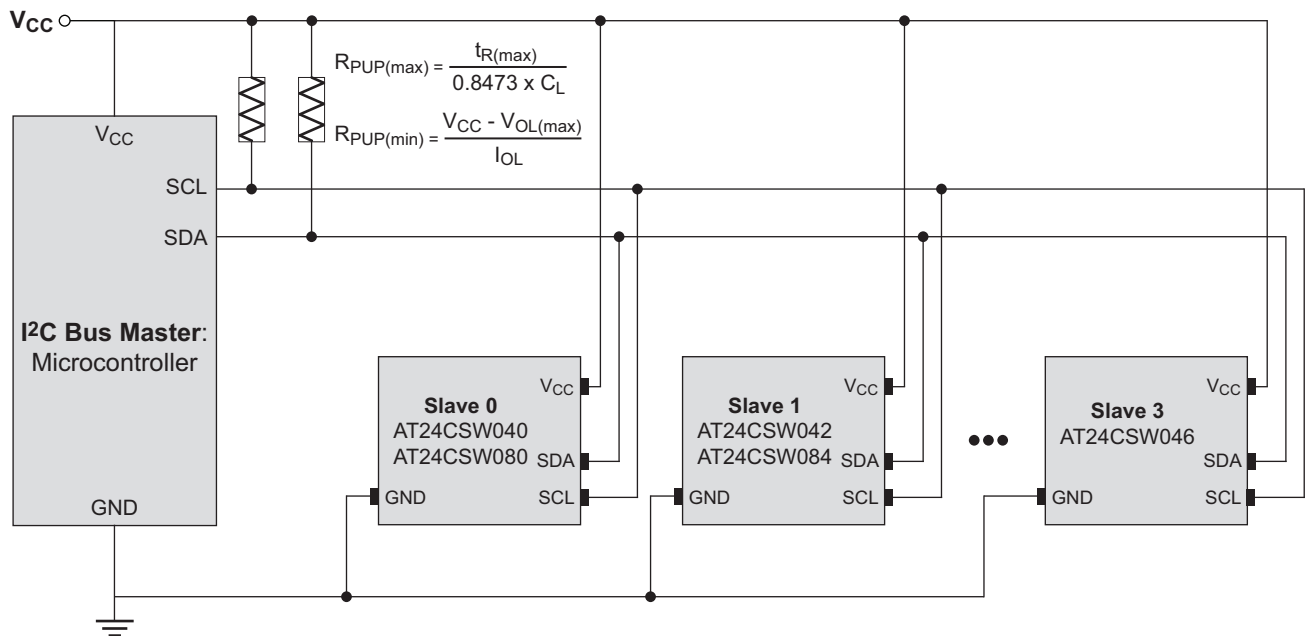 VCC
RPUP(max) = tR(max)
0.8473 x CL
RPUP(min) = VCC - VOL(max)
IOL
VCC
SCL
SDA
I2C Bus Master:
Microcontroller
GND
VCC
Slave 0
AT24CSW040
AT24CSW080
SDA
GND
SCL
VCC
Slave 1
AT24CSW042
AT24CSW084
SDA
GND
SCL
VCC
Slave 3
AT24CSW046
SDA
GND
SCL